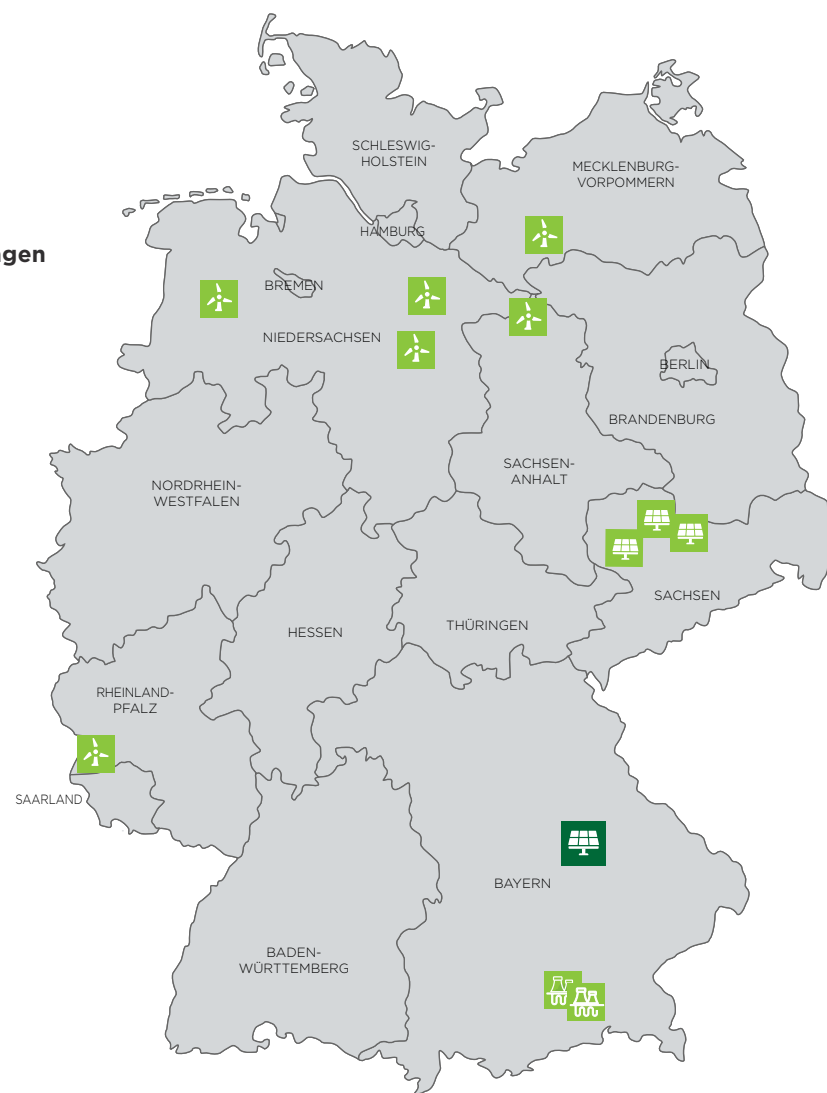 SCHLESWIG-
HOLSTEIN
MECKLENBURG-
VORPOMMERN
HAMBURG
BREMEN
NIEDERSACHSEN
BERLIN
BRANDENBURG
SACHSEN-
ANHALT
NORDRHEIN-
WESTFALEN
SACHSEN
THÜRINGEN
HESSEN
RHEINLAND-
PFALZ
SAARLAND
BAYERN
BADEN-
WÜRTTEMBERG